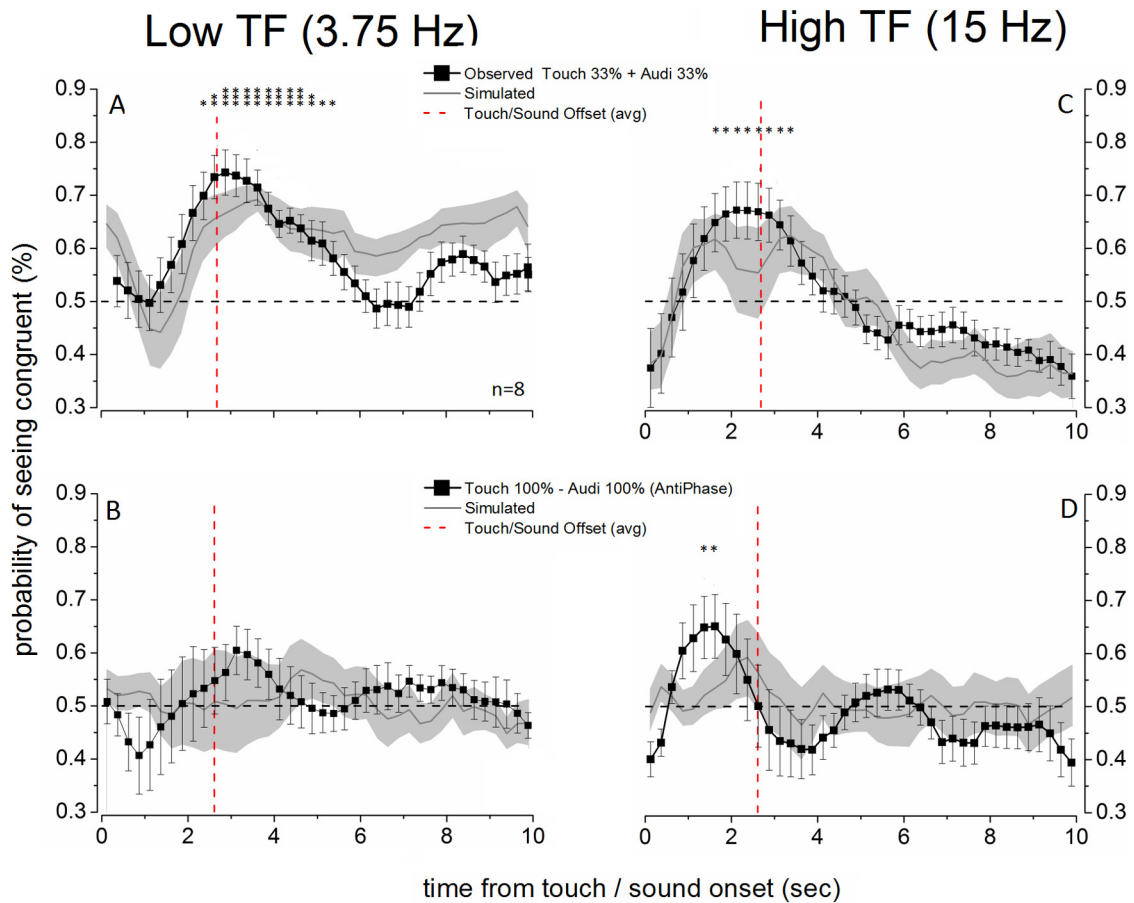 Low TF (3.75 Hz)
High TF (15 Hz)
Observed Touch 33% + Audi 33%
Simulated
Touch/Sound Offset (avg)
A
C
0.9
0.8
0.7
0.6
0.5
0.4
0.3
***********
***********
*************
********
0.9
0.8
0.7
0.6
0.5
0.4
0.3
n=8
0 2 4 6 8 10
0 2 4 6 8 10
Touch 100% - Audi 100% (AntiPhase)
Simulated
Touch/Sound Offset (avg)
B
D
0.9
0.8
0.7
0.6
0.5
0.4
0.3
**
0.9
0.8
0.7
0.6
0.5
0.4
0.3
0 2 4 6 8 10
0 2 4 6 8 10
probability of seeing congruent (%)
time from touch / sound onset (sec)